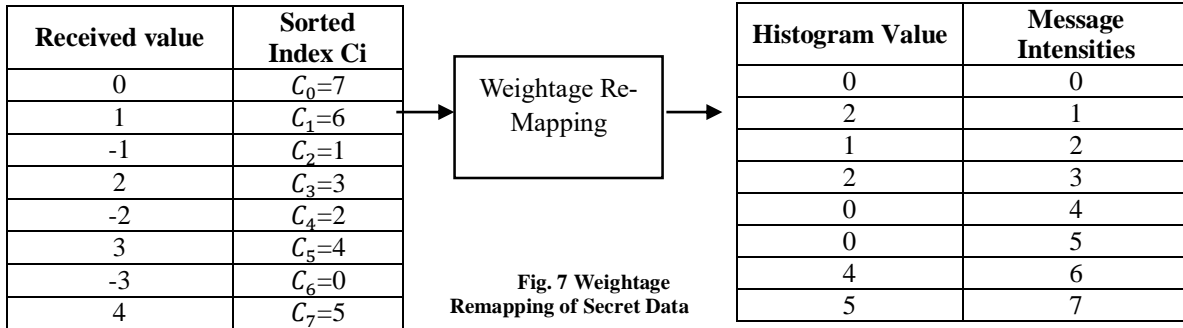 Received value Sorted
Index Ci
0 C₀=7
1 C₁=6
-1 C₂=1
2 C₃=3
-2 C₄=2
3 C₅=4
-3 C₆=0
4 C₇=5
Weightage Re-
Mapping
Fig. 7 Weightage
Remapping of Secret Data
Histogram Value Message
Intensities
0 0
2 1
1 2
2 3
0 4
0 5
4 6
5 7